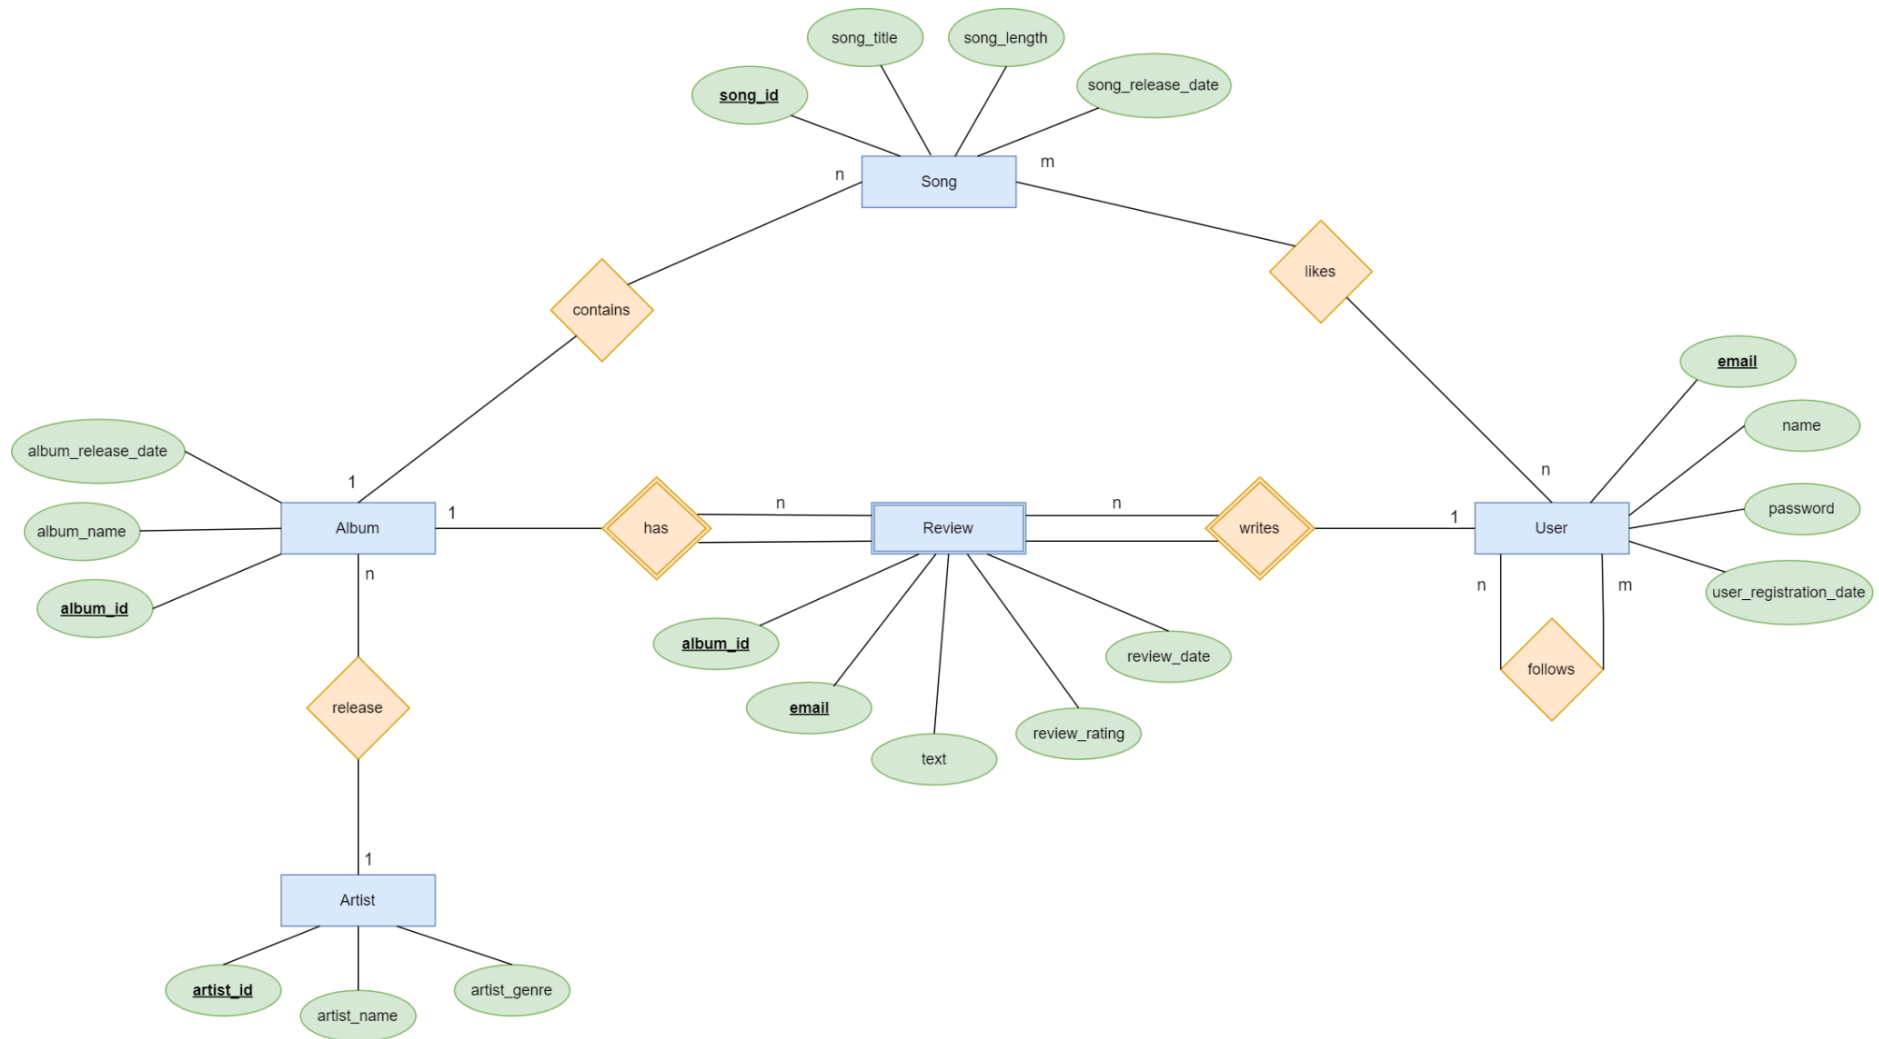 song_title
song_length
song_release_date
song_id
m
n
Song
likes
contains
email
name
album_release_date
n
1
password
1
n
n
1
album_name
Album
has
Review
writes
User
n
n
m
user_registration_date
album_id
album_id
review_date
follows
email
release
review_rating
text
1
Artist
artist_id
artist_genre
artist_name